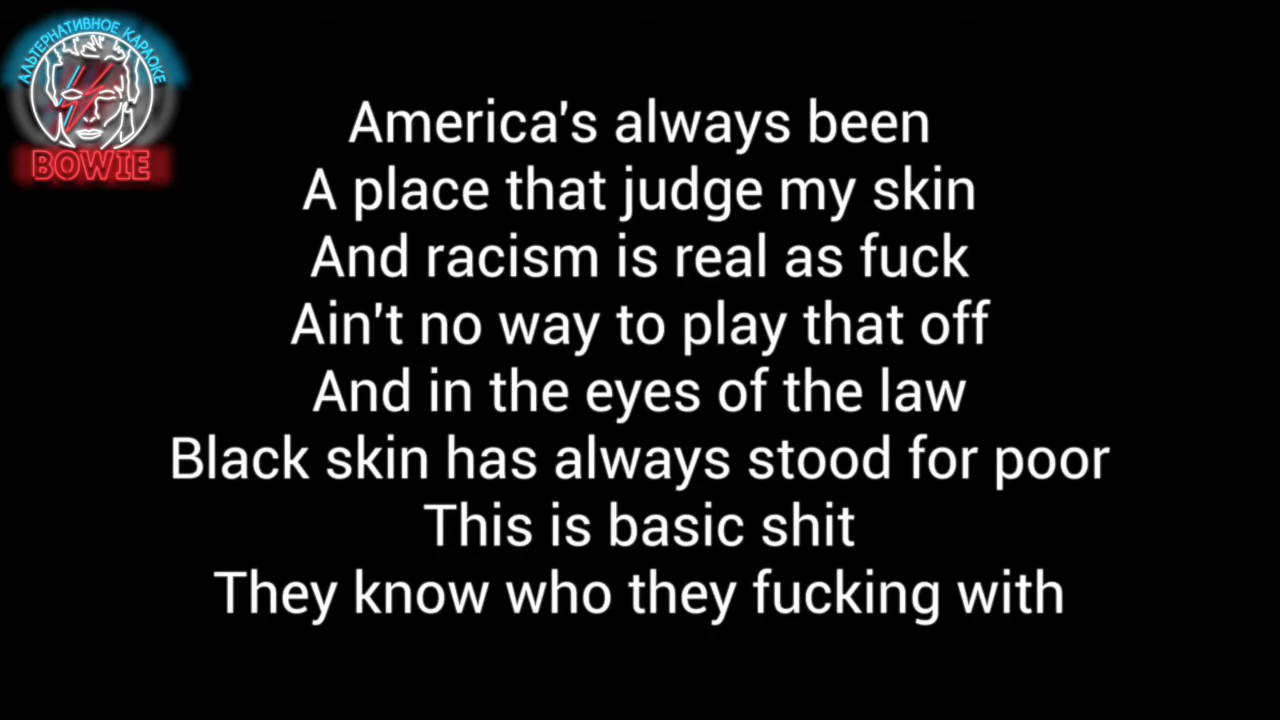 АЛЬТЕРНАТИВНОЕ КАРАОКЕ
BOWIE
America's always been
A place that judge my skin
And racism is real as fuck
Ain't no way to play that off
And in the eyes of the law
Black skin has always stood for poor
This is basic shit
They know who they fucking with